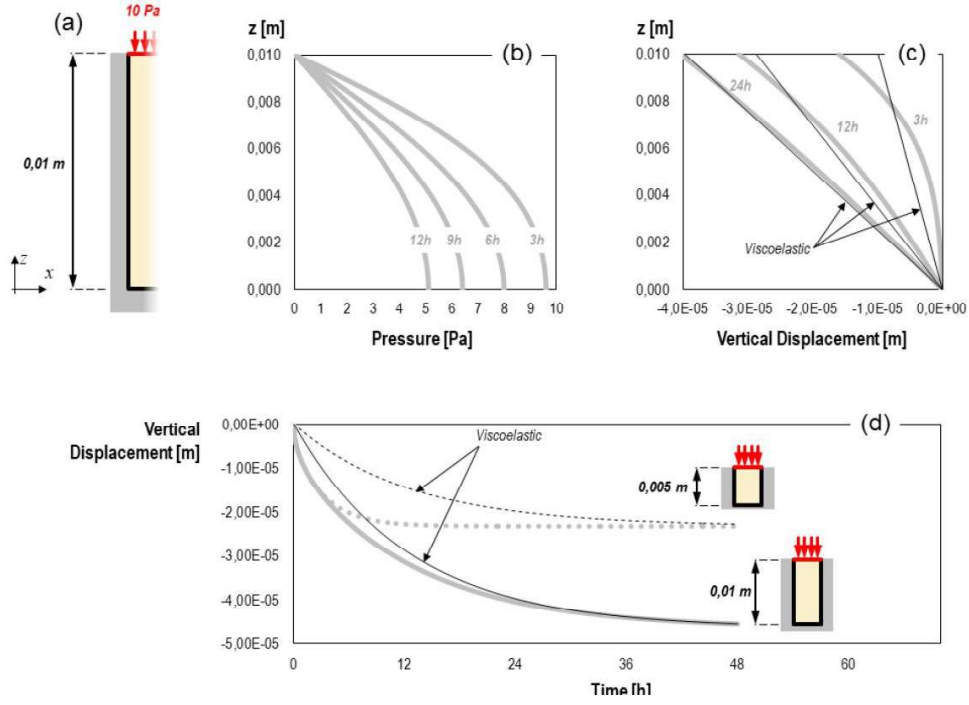 (a)
10 Pa
0,01 m
z
x
z [m]
(b)
0,010
0,008
0,006
0,004
0,002
0,000
12h
9h
6h
3h
0 1 2 3 4 5 6 7 8 9 10
Pressure [Pa]
z [m]
(c)
0,010
0,008
0,006
0,004
0,002
0,000
24h
12h
3h
Viscoelastic
-4,0E-05 -3,0E-05 -2,0E-05 -1,0E-05 0,0E+00
Vertical Displacement [m]
Vertical
Displacement [m]
(d)
0,00E+00
-1,00E-05
-2,00E-05
-3,00E-05
-4,00E-05
-5,00E-05
Viscoelastic
0,005 m
0,01 m
0 12 24 36 48 60
Time [h]